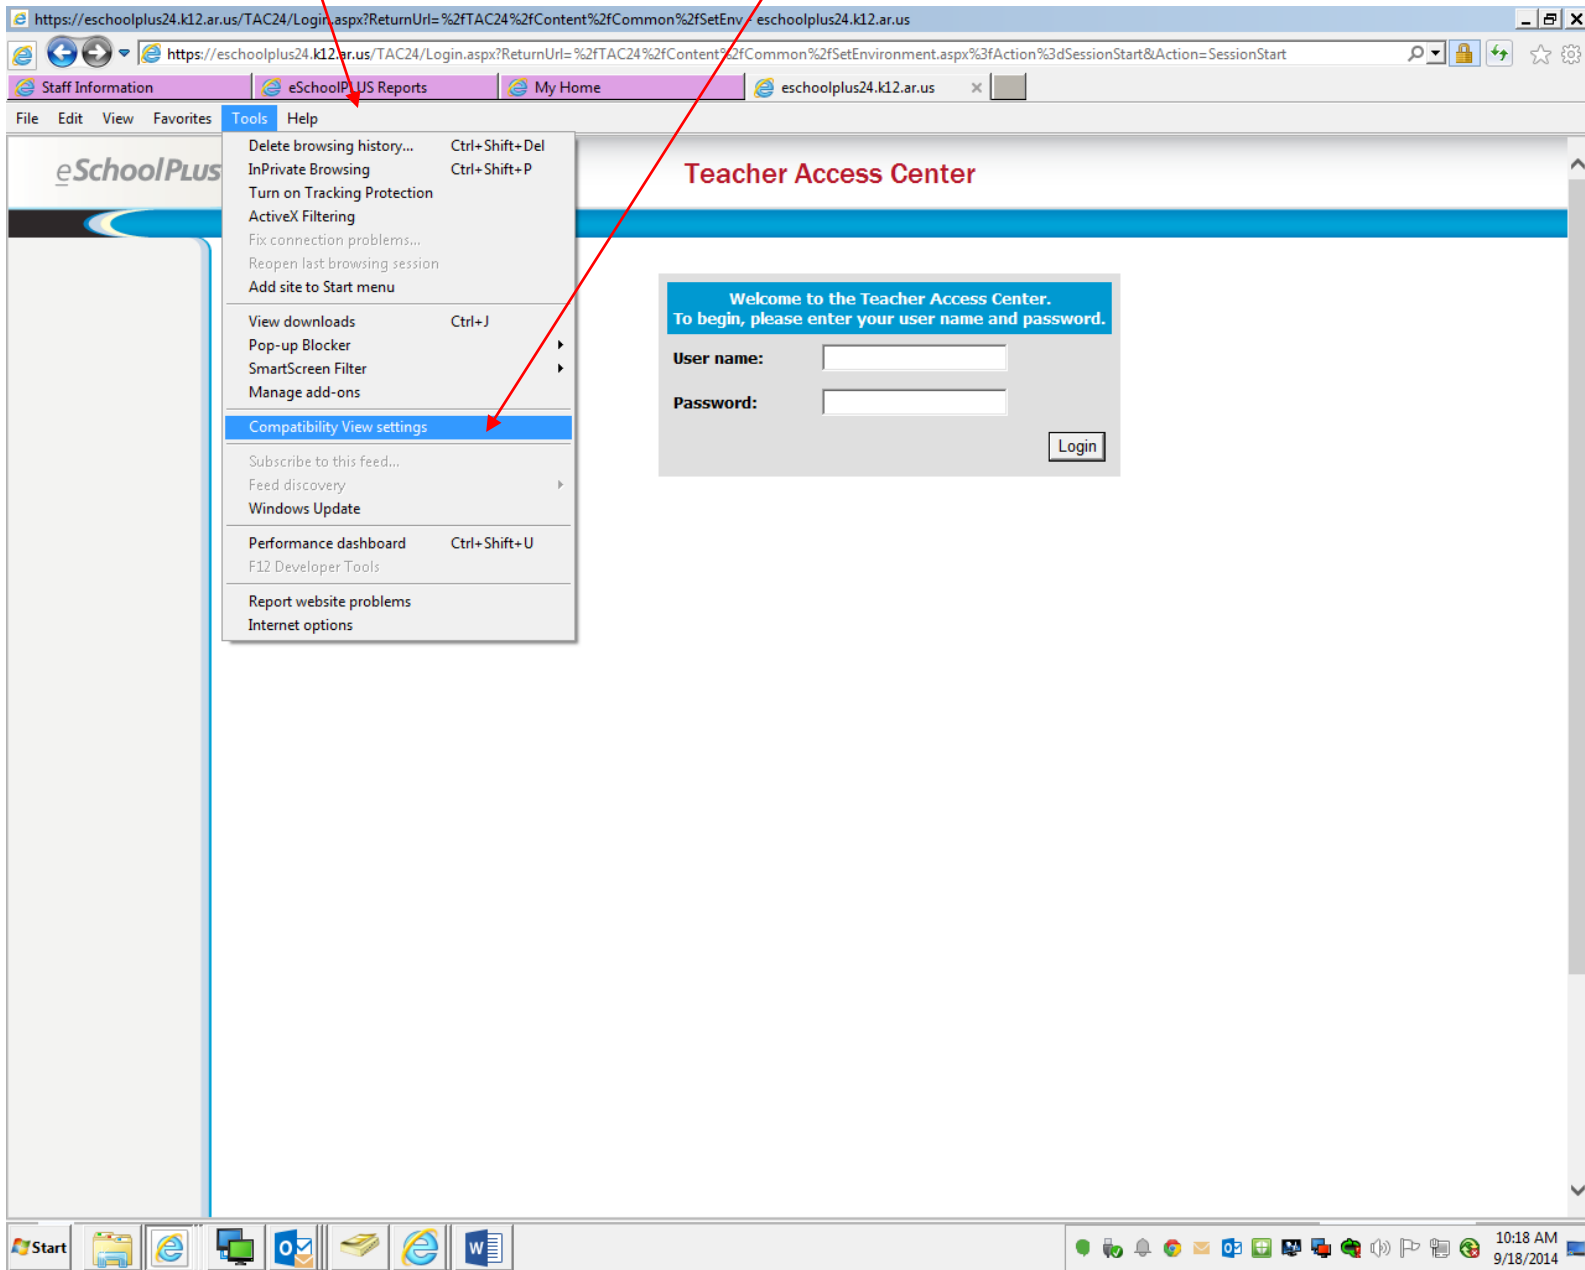 https://eschoolplus24.k12.ar.us/TAC24/Login.aspx?ReturnUrl=%2fTAC24%2fContent%2fCommon%2fSetEnv - eschoolplus24.k12.ar.us
https://eschoolplus24.k12.ar.us/TAC24/Login.aspx?ReturnUrl=%2fTAC24%2fContent%2fCommon%2fSetEnvironment.aspx%3fAction%3dSessionStart&Action=SessionStart
Staff Information eSchoolPLUS Reports My Home eschoolplus24.k12.ar.us
File Edit View Favorites Tools Help
eSchoolPLUS
Teacher Access Center
Delete browsing history... Ctrl+Shift+Del
InPrivate Browsing Ctrl+Shift+P
Turn on Tracking Protection
ActiveX Filtering
Fix connection problems...
Reopen last browsing session
Add site to Start menu
View downloads Ctrl+J
Pop-up Blocker
SmartScreen Filter
Manage add-ons
Compatibility View settings
Subscribe to this feed...
Feed discovery
Windows Update
Performance dashboard Ctrl+Shift+U
F12 Developer Tools
Report website problems
Internet options
Welcome to the Teacher Access Center.
To begin, please enter your user name and password.
User name:
Password:
Login
Start
10:18 AM
9/18/2014